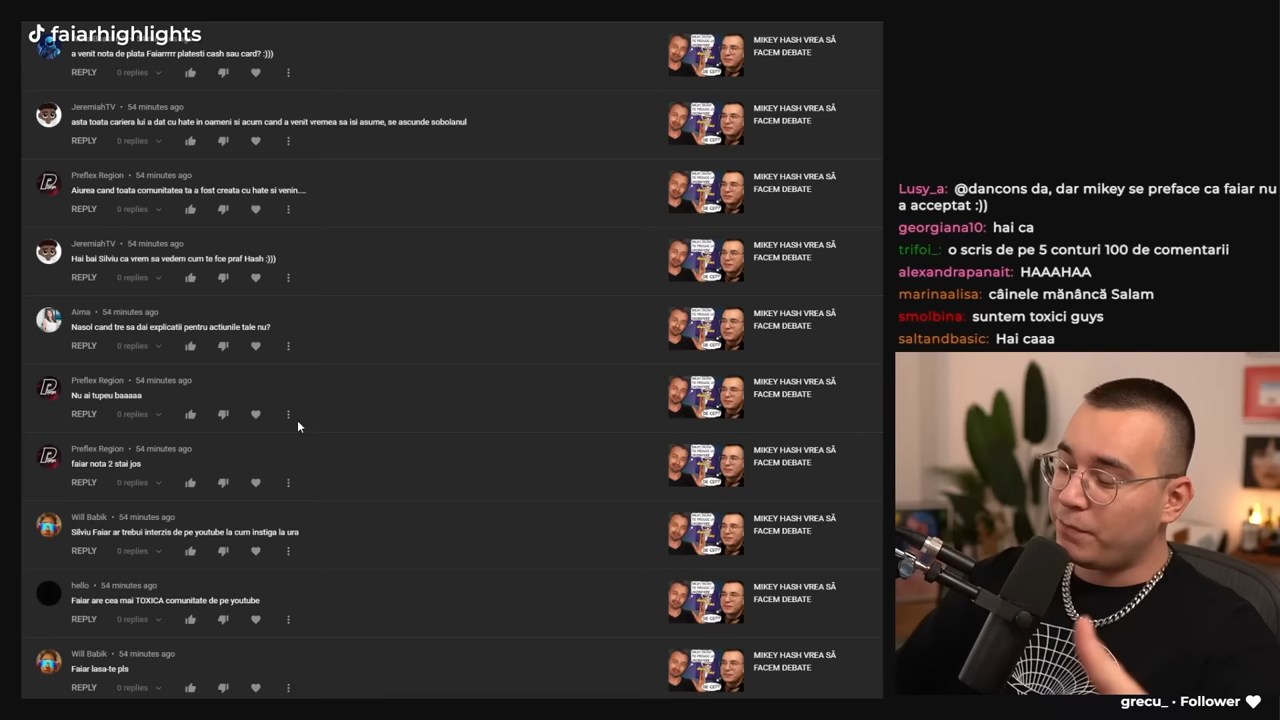 faiarhighlights
a venit nota de plata Faiarrrrr platesti cash sau card? :)))
REPLY 0 replies
MIKEY HASH VREA SĂ
FACEM DEBATE
JeremiahTV • 54 minutes ago
asta toata cariera lui a dat cu hate in oameni si acum cand a venit vremea sa isi asume, se ascunde sobolanul
REPLY 0 replies
MIKEY HASH VREA SĂ
FACEM DEBATE
Preflex Region • 54 minutes ago
Aiurea cand toata comunitatea ta a fost creata cu hate si venin....
REPLY 0 replies
MIKEY HASH VREA SĂ
FACEM DEBATE
JeremiahTV • 54 minutes ago
Hai bai Silviu ca vrem sa vedem cum te fce praf Hash :)))
REPLY 0 replies
MIKEY HASH VREA SĂ
FACEM DEBATE
Aima • 54 minutes ago
Nasol cand tre sa dai explicatii pentru actiunile tale nu?
REPLY 0 replies
MIKEY HASH VREA SĂ
FACEM DEBATE
Preflex Region • 54 minutes ago
Nu ai tupeu baaaaa
REPLY 0 replies
MIKEY HASH VREA SĂ
FACEM DEBATE
Preflex Region • 54 minutes ago
faiar nota 2 stai jos
REPLY 0 replies
MIKEY HASH VREA SĂ
FACEM DEBATE
Will Babik • 54 minutes ago
Silviu Faiar ar trebui interzis de pe youtube la cum instiga la ura
REPLY 0 replies
MIKEY HASH VREA SĂ
FACEM DEBATE
hello • 54 minutes ago
Faiar are cea mai TOXICA comunitate de pe youtube
REPLY 0 replies
MIKEY HASH VREA SĂ
FACEM DEBATE
Will Babik • 54 minutes ago
Faiar lasa-te pls
REPLY 0 replies
MIKEY HASH VREA SĂ
FACEM DEBATE
Lusy_a: @dancons da, dar mikey se preface ca faiar nu
a acceptat :))
georgiana10: hai ca
trifoi_: o scris de pe 5 conturi 100 de comentarii
alexandrapanait: HAAAHAA
marinaalisa: câinele mănâncă Salam
smolbina: suntem toxici guys
saltandbasic: Hai caaa
grecu_ · Follower